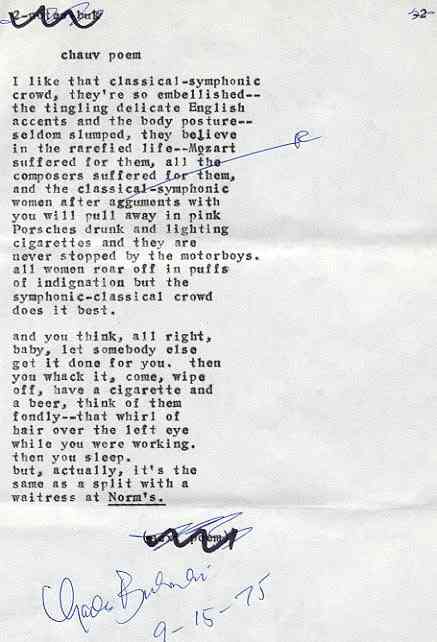 -2-
chauv poem
I like that classical-symphonic
crowd, they're so embellished--
the tingling delicate English
accents and the body posture--
seldom slumped, they believe
in the rarefied life--Mozart
R
suffered for them, all the
composers suffered for them,
and the classical-symphonic
women after agguments with
you will pull away in pink
Porsches drunk and lighting
cigarettes and they are
never stopped by the motorboys.
all women roar off in puffs
of indignation but the
symphonic-classical crowd
does it best.
and you think, all right,
baby, let somebody else
get it done for you. then
you whack it, come, wipe
off, have a cigarette and
a beer, think of them
fondly--that whirl of
hair over the left eye
while you were working.
then you sleep.
but, actually, it's the
same as a split with a
waitress at Norm's.
poem)
Charles Bukowski
9-15-75